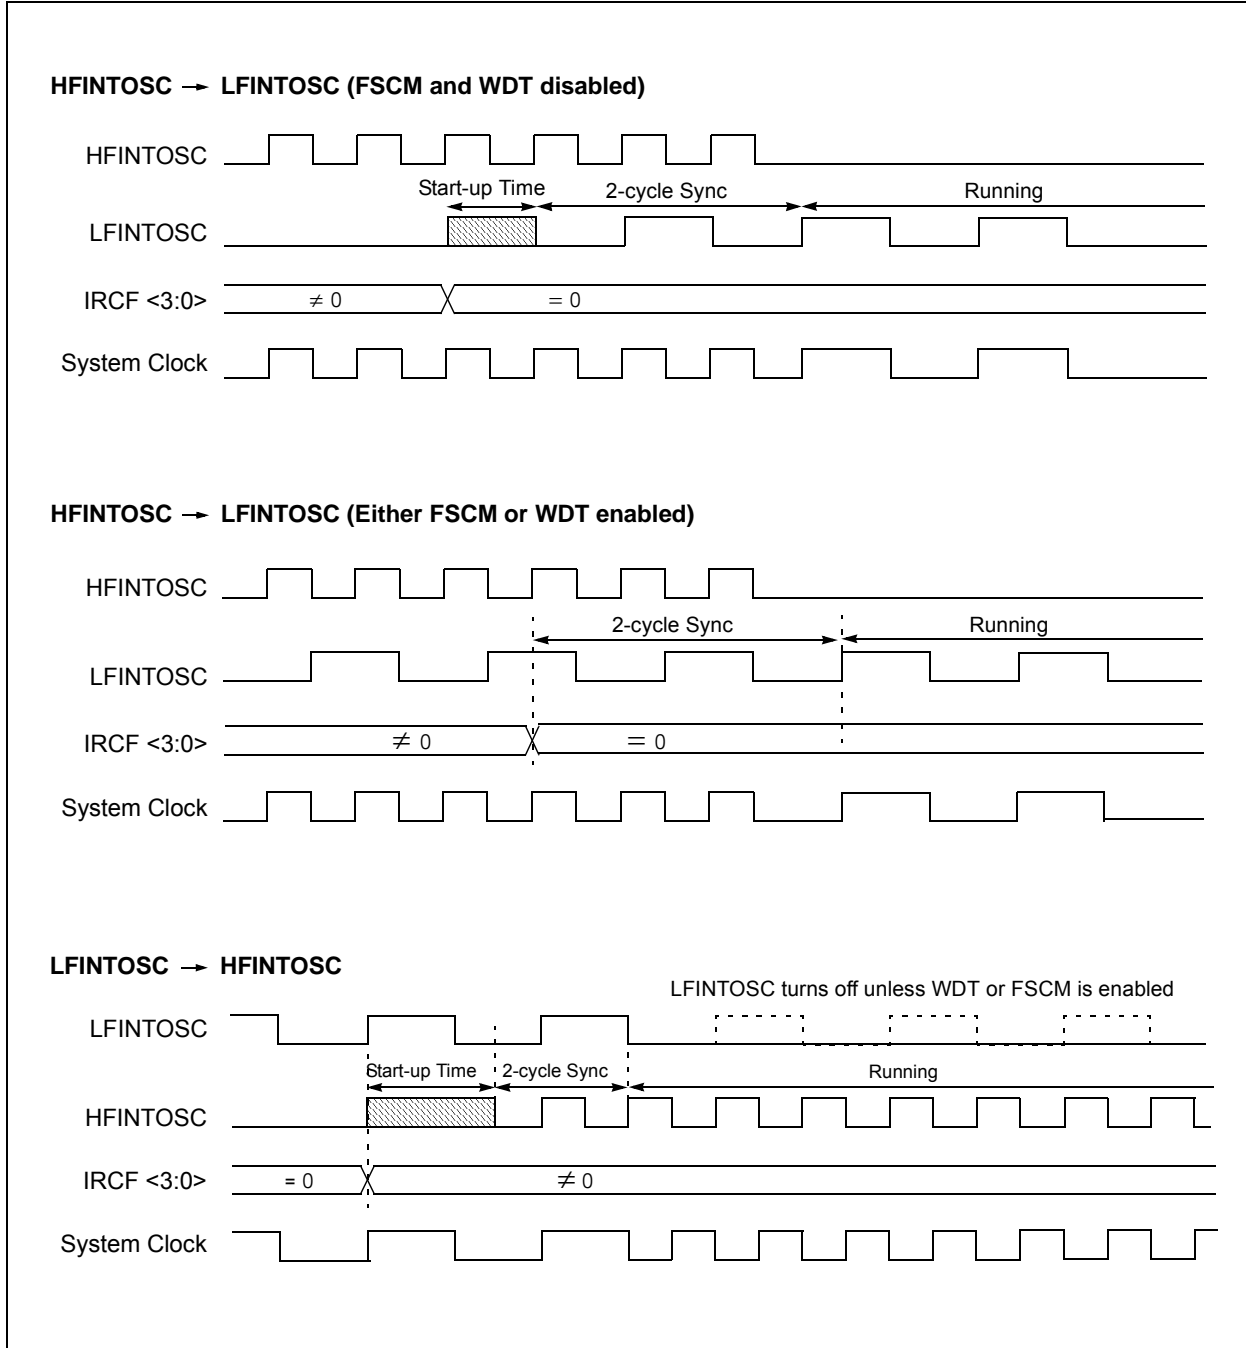 HFINTOSC → LFINTOSC (FSCM and WDT disabled)
HFINTOSC
Start-up Time 2-cycle Sync Running
LFINTOSC
IRCF <3:0> ≠ 0 = 0
System Clock
HFINTOSC → LFINTOSC (Either FSCM or WDT enabled)
HFINTOSC
2-cycle Sync Running
LFINTOSC
IRCF <3:0> ≠ 0 = 0
System Clock
LFINTOSC → HFINTOSC
LFINTOSC turns off unless WDT or FSCM is enabled
LFINTOSC
Start-up Time 2-cycle Sync Running
HFINTOSC
IRCF <3:0> = 0 ≠ 0
System Clock